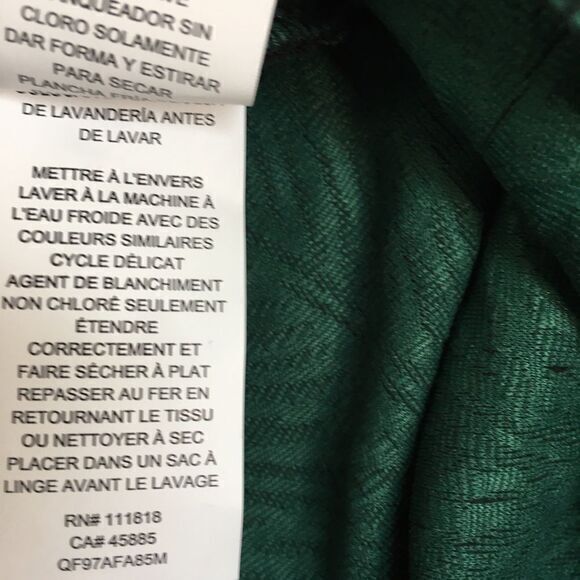 CLORO SOLAMENTE
DAR FORMA Y ESTIRAR
PARA SECAR
PLANCHA
DE LAVANDERÍA ANTES
DE LAVAR
METTRE À L'ENVERS
LAVER À LA MACHINE À
L'EAU FROIDE AVEC DES
COULEURS SIMILAIRES
CYCLE DÉLICAT
AGENT DE BLANCHIMENT
NON CHLORÉ SEULEMENT
ÉTENDRE
CORRECTEMENT ET
FAIRE SÉCHER À PLAT
REPASSER AU FER EN
RETOURNANT LE TISSU
OU NETTOYER À SEC
PLACER DANS UN SAC À
LINGE AVANT LE LAVAGE
RN# 111818
CA# 45885
QF97AFA85M